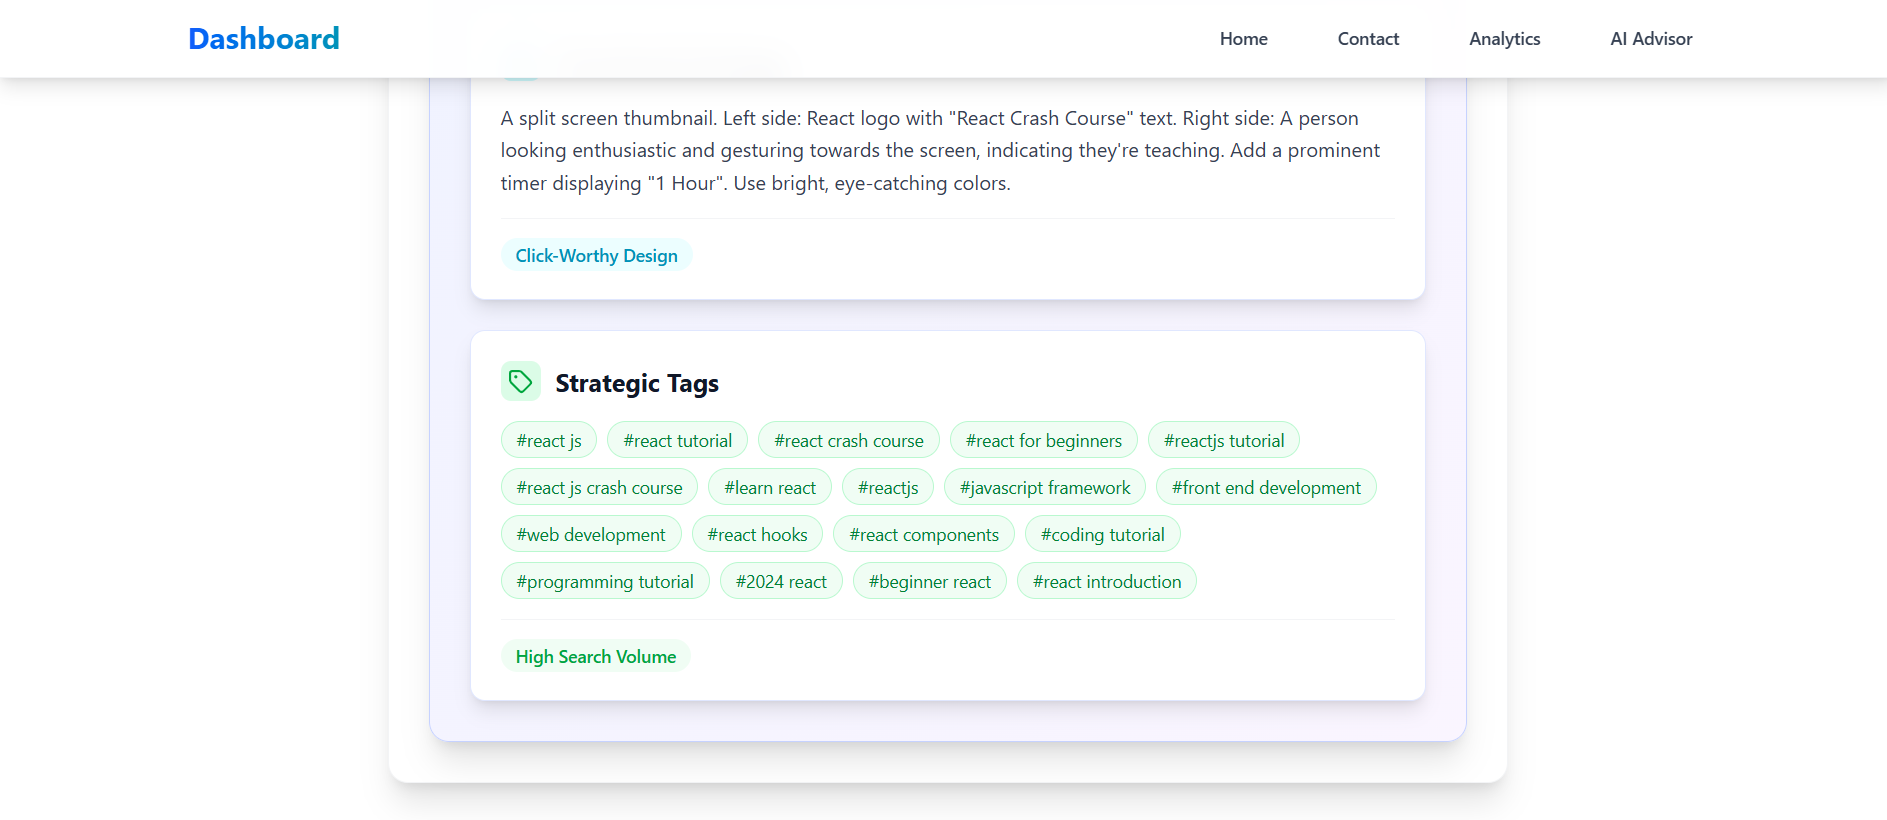 Dashboard
Home
Contact
Analytics
AI Advisor
A split screen thumbnail. Left side: React logo with "React Crash Course" text. Right side: A person
looking enthusiastic and gesturing towards the screen, indicating they're teaching. Add a prominent
timer displaying "1 Hour". Use bright, eye-catching colors.
Click-Worthy Design
Strategic Tags
#react js #react tutorial #react crash course #react for beginners #reactjs tutorial
#react js crash course #learn react #reactjs #javascript framework #front end development
#web development #react hooks #react components #coding tutorial
#programming tutorial #2024 react #beginner react #react introduction
High Search Volume